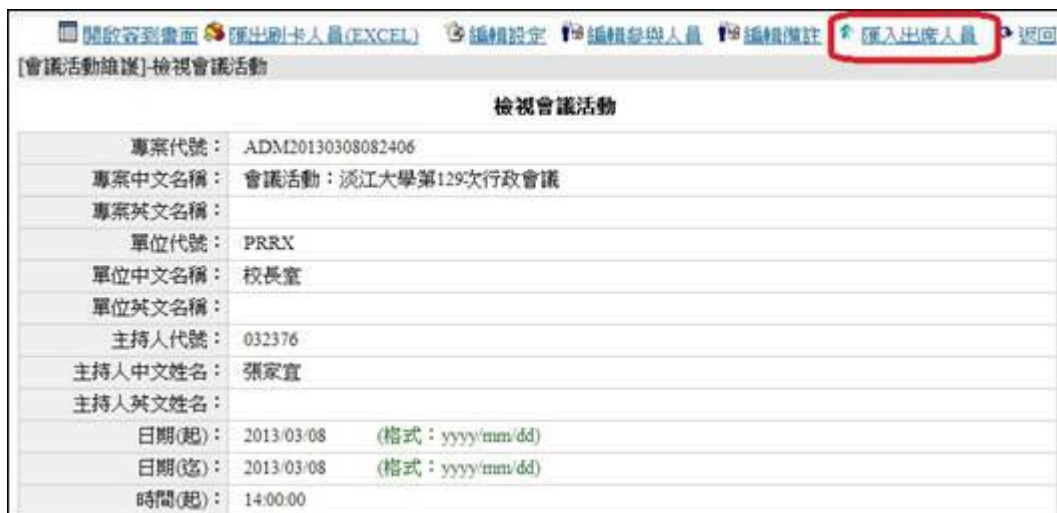 開啟簽到畫面 匯出刷卡人員(EXCEL) 編輯設定 編輯參與人員 編輯備註 匯入出席人員 返回
[會議活動維護]-檢視會議活動
檢視會議活動
專案代號： ADM20130308082406
專案中文名稱： 會議活動：淡江大學第129次行政會議
專案英文名稱：
單位代號： PRRX
單位中文名稱： 校長室
單位英文名稱：
主持人代號： 032376
主持人中文姓名： 張家宜
主持人英文姓名：
日期(起)： 2013/03/08 (格式：yyyy/mm/dd)
日期(迄)： 2013/03/08 (格式：yyyy/mm/dd)
時間(起)： 14:00:00